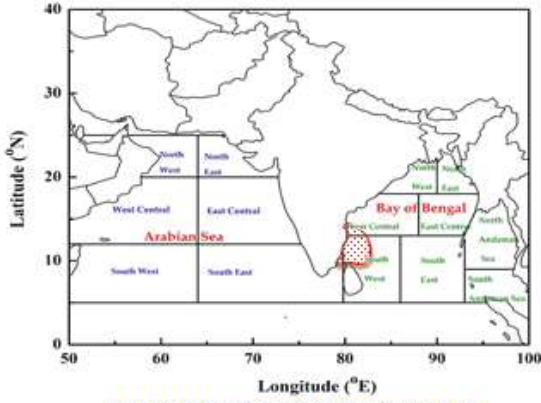 40
30
20
10
0
Latitude (°N)
North
West
North
East
West Central
East Central
Arabian Sea
South West
South East
North
West
North
East
Bay of Bengal
Central
East Central
South
West
South
East
North
Andaman
Sea
South
Andaman Sea
50
60
70
80
90
100
Longitude (°E)